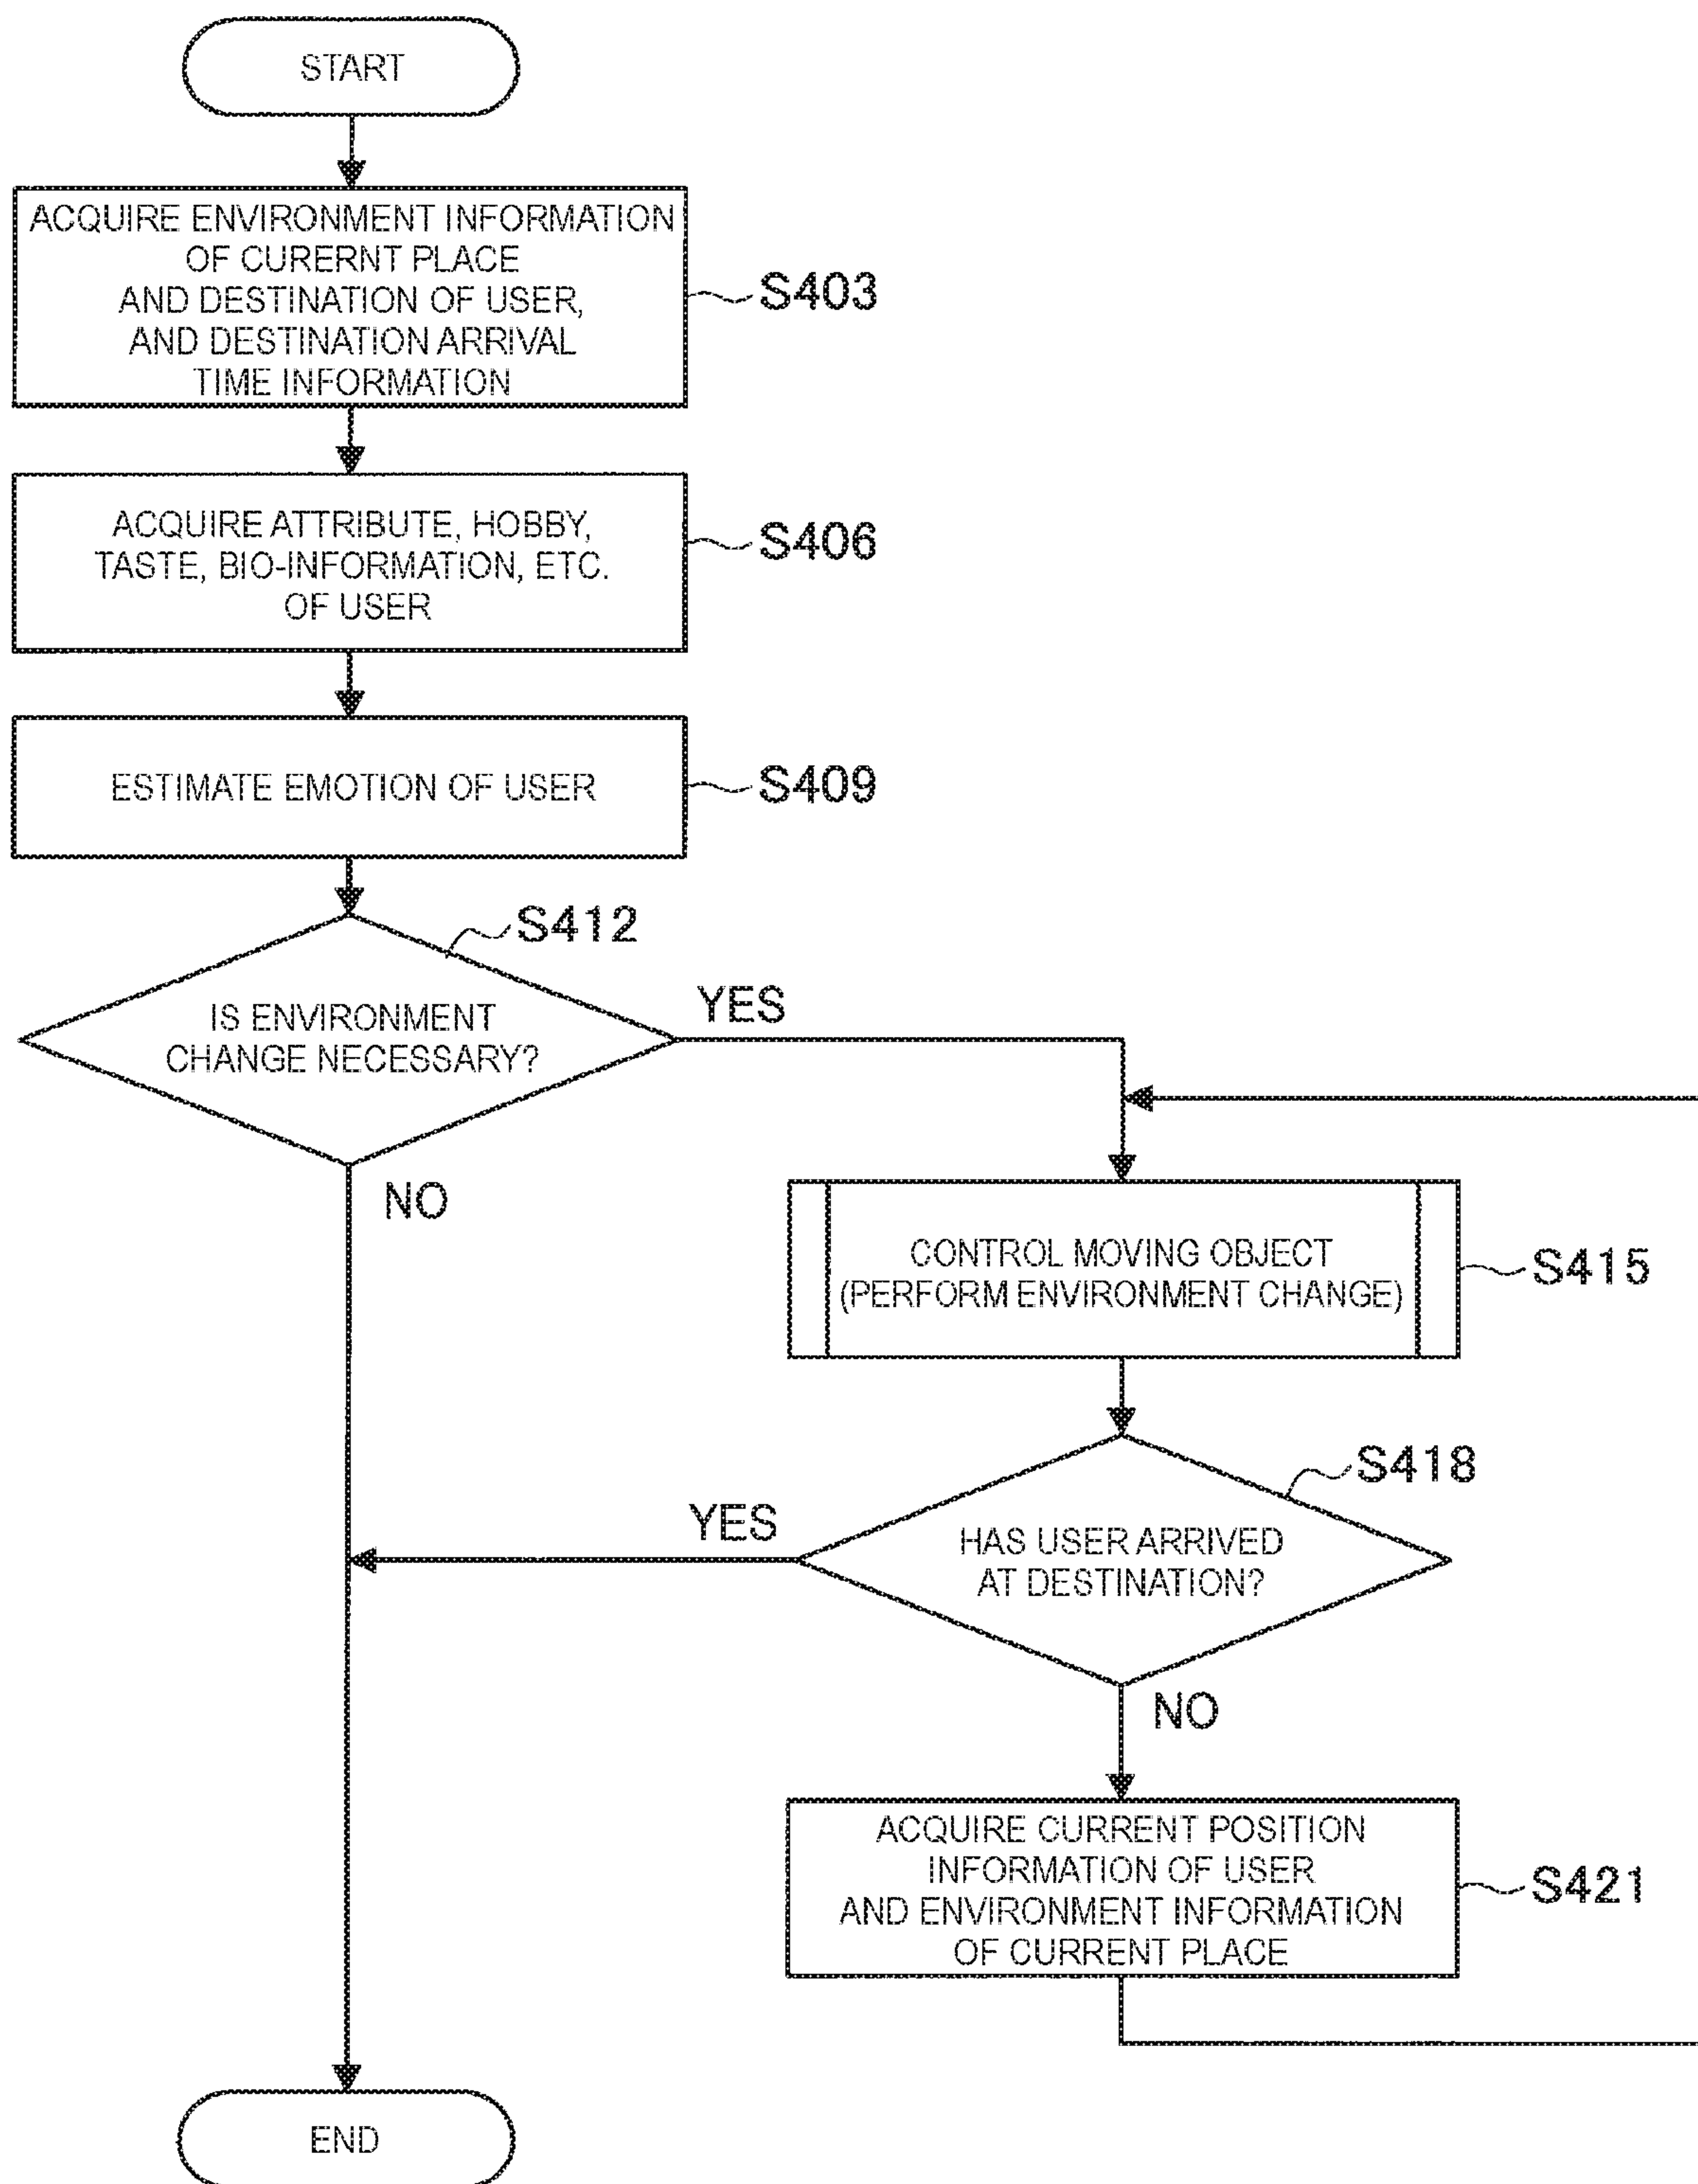 START
ACQUIRE ENVIRONMENT INFORMATION
OF CURERNT PLACE
AND DESTINATION OF USER,
AND DESTINATION ARRIVAL
TIME INFORMATION
S403
ACQUIRE ATTRIBUTE, HOBBY,
TASTE, BIO-INFORMATION, ETC.
OF USER
S406
ESTIMATE EMOTION OF USER
S409
S412
IS ENVIRONMENT
CHANGE NECESSARY?
YES
NO
CONTROL MOVING OBJECT
(PERFORM ENVIRONMENT CHANGE)
S415
S418
HAS USER ARRIVED
AT DESTINATION?
YES
NO
ACQUIRE CURRENT POSITION
INFORMATION OF USER
AND ENVIRONMENT INFORMATION
OF CURRENT PLACE
S421
END